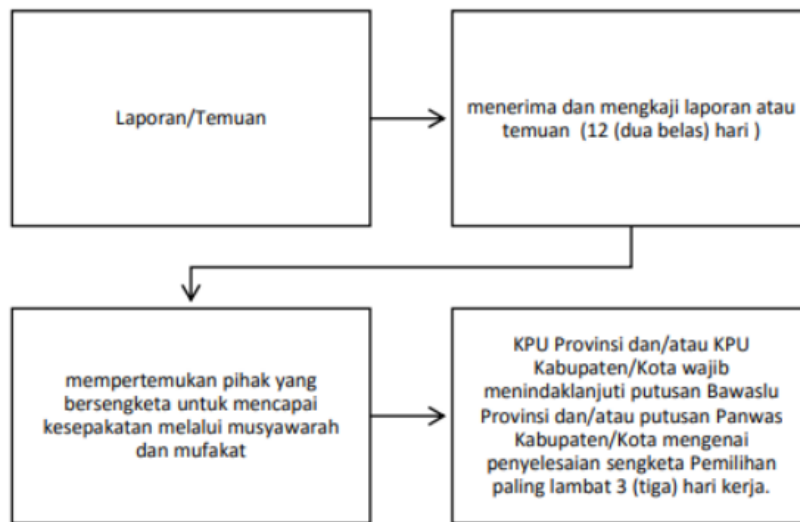 Laporan/Temuan
menerima dan mengkaji laporan atau
temuan (12 (dua belas) hari )
mempertemukan pihak yang
bersengketa untuk mencapai
kesepakatan melalui musyawarah
dan mufakat
KPU Provinsi dan/atau KPU
Kabupaten/Kota wajib
menindaklanjuti putusan Bawaslu
Provinsi dan/atau putusan Panwas
Kabupaten/Kota mengenai
penyelesaian sengketa Pemilihan
paling lambat 3 (tiga) hari kerja.